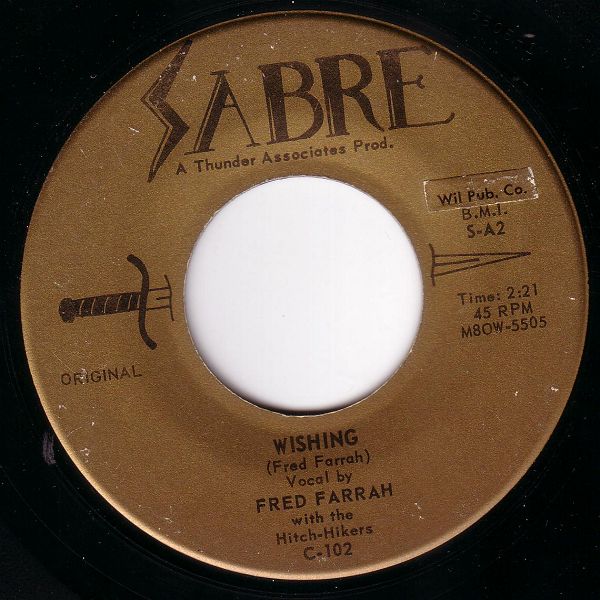 SABRE
A Thunder Associates Prod.
Wil Pub. Co.
B.M.I.
S-A2
Time: 2:21
45 RPM
M8OW-5505
ORIGINAL
WISHING
(Fred Farrah)
Vocal by
FRED FARRAH
with the
Hitch-Hikers
C-102